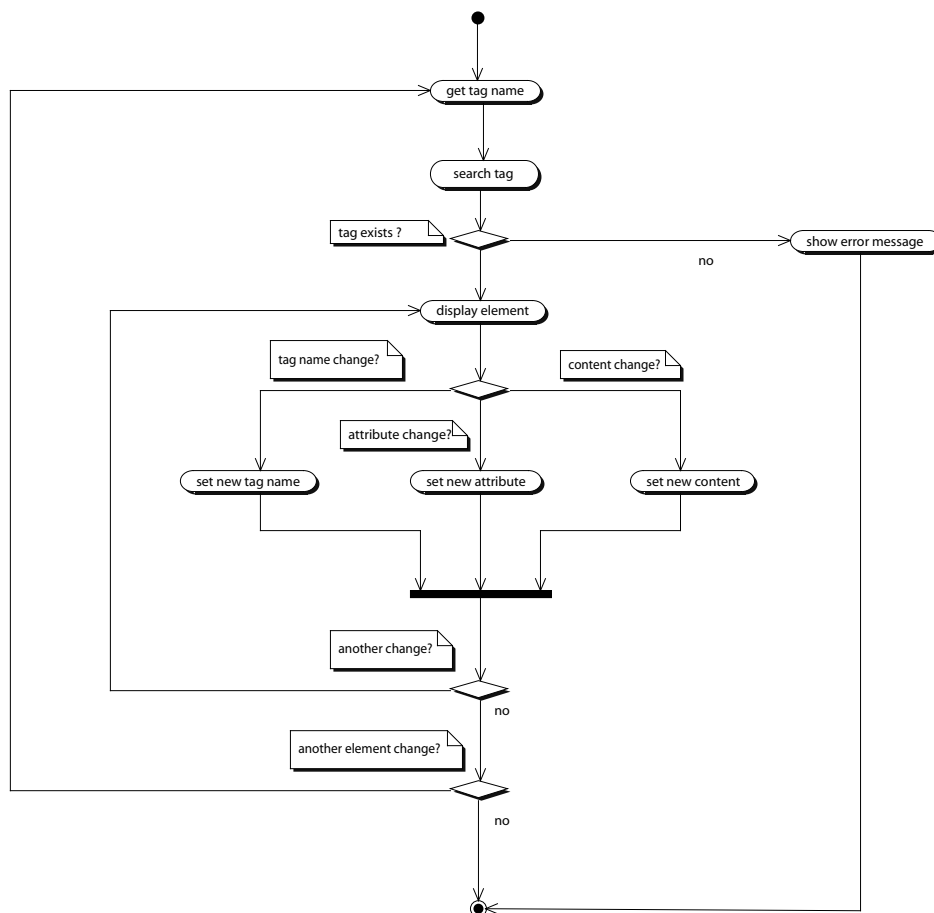 get tag name
search tag
tag exists ?
show error message
no
display element
tag name change?
content change?
attribute change?
set new tag name
set new attribute
set new content
another change?
no
another element change?
no